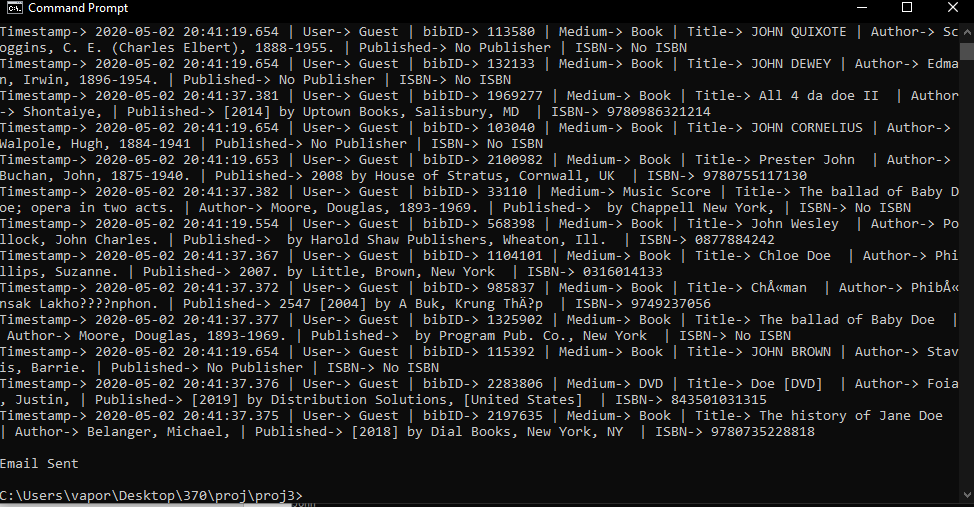 Command Prompt
Timestamp-> 2020-05-02 20:41:19.654 | User-> Guest | bibID-> 113580 | Medium-> Book | Title-> JOHN QUIXOTE | Author-> Sc
oggins, C. E. (Charles Elbert), 1888-1955. | Published-> No Publisher | ISBN-> No ISBN
Timestamp-> 2020-05-02 20:41:19.654 | User-> Guest | bibID-> 132133 | Medium-> Book | Title-> JOHN DEWEY | Author-> Edma
n, Irwin, 1896-1954. | Published-> No Publisher | ISBN-> No ISBN
Timestamp-> 2020-05-02 20:41:37.381 | User-> Guest | bibID-> 1969277 | Medium-> Book | Title-> All 4 da doe II  | Author
-> Shontaiye, | Published-> [2014] by Uptown Books, Salisbury, MD  | ISBN-> 9780986321214
Timestamp-> 2020-05-02 20:41:19.654 | User-> Guest | bibID-> 103040 | Medium-> Book | Title-> JOHN CORNELIUS | Author->
Walpole, Hugh, 1884-1941 | Published-> No Publisher | ISBN-> No ISBN
Timestamp-> 2020-05-02 20:41:19.653 | User-> Guest | bibID-> 2100982 | Medium-> Book | Title-> Prester John  | Author->
Buchan, John, 1875-1940. | Published-> 2008 by House of Stratus, Cornwall, UK  | ISBN-> 9780755117130
Timestamp-> 2020-05-02 20:41:37.382 | User-> Guest | bibID-> 33110 | Medium-> Music Score | Title-> The ballad of Baby D
oe; opera in two acts. | Author-> Moore, Douglas, 1893-1969. | Published->  by Chappell New York, | ISBN-> No ISBN
Timestamp-> 2020-05-02 20:41:19.554 | User-> Guest | bibID-> 568398 | Medium-> Book | Title-> John Wesley  | Author-> Po
llock, John Charles. | Published->  by Harold Shaw Publishers, Wheaton, Ill.  | ISBN-> 0877884242
Timestamp-> 2020-05-02 20:41:37.367 | User-> Guest | bibID-> 1104101 | Medium-> Book | Title-> Chloe Doe  | Author-> Phi
llips, Suzanne. | Published-> 2007. by Little, Brown, New York  | ISBN-> 0316014133
Timestamp-> 2020-05-02 20:41:37.372 | User-> Guest | bibID-> 985837 | Medium-> Book | Title-> ChÅ«man  | Author-> PhibÅ«
nsak Lakho????nphon. | Published-> 2547 [2004] by A Buk, Krung ThÄ?p  | ISBN-> 9749237056
Timestamp-> 2020-05-02 20:41:37.377 | User-> Guest | bibID-> 1325902 | Medium-> Book | Title-> The ballad of Baby Doe  |
Author-> Moore, Douglas, 1893-1969. | Published->  by Program Pub. Co., New York  | ISBN-> No ISBN
Timestamp-> 2020-05-02 20:41:19.654 | User-> Guest | bibID-> 115392 | Medium-> Book | Title-> JOHN BROWN | Author-> Stav
is, Barrie. | Published-> No Publisher | ISBN-> No ISBN
Timestamp-> 2020-05-02 20:41:37.376 | User-> Guest | bibID-> 2283806 | Medium-> DVD | Title-> Doe [DVD]  | Author-> Foia
, Justin, | Published-> [2019] by Distribution Solutions, [United States]  | ISBN-> 843501031315
Timestamp-> 2020-05-02 20:41:37.375 | User-> Guest | bibID-> 2197635 | Medium-> Book | Title-> The history of Jane Doe
| Author-> Belanger, Michael, | Published-> [2018] by Dial Books, New York, NY  | ISBN-> 9780735228818
Email Sent
C:\Users\vapor\Desktop\370\proj\proj3>